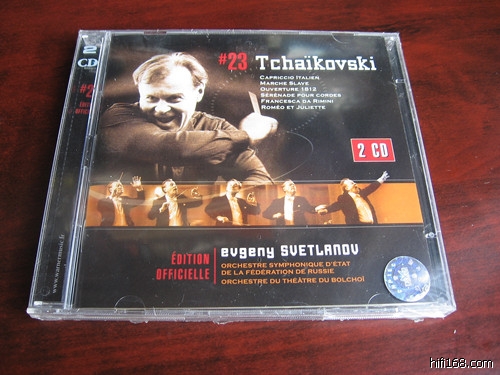 2
CD
#23 Tchaïkovski
CAPRICCIO ITALIEN
MARCHE SLAVE
OUVERTURE 1812
SÉRÉNADE POUR CORDES
FRANCESCA DA RIMINI
ROMÉO ET JULIETTE
2 CD
ÉDITION
OFFICIELLE
evgeny SVETLANOV
ORCHESTRE SYMPHONIQUE D'ÉTAT
DE LA FÉDÉRATION DE RUSSIE
ORCHESTRE DU THÉÂTRE DU BOLCHOÏ
hifi168.com